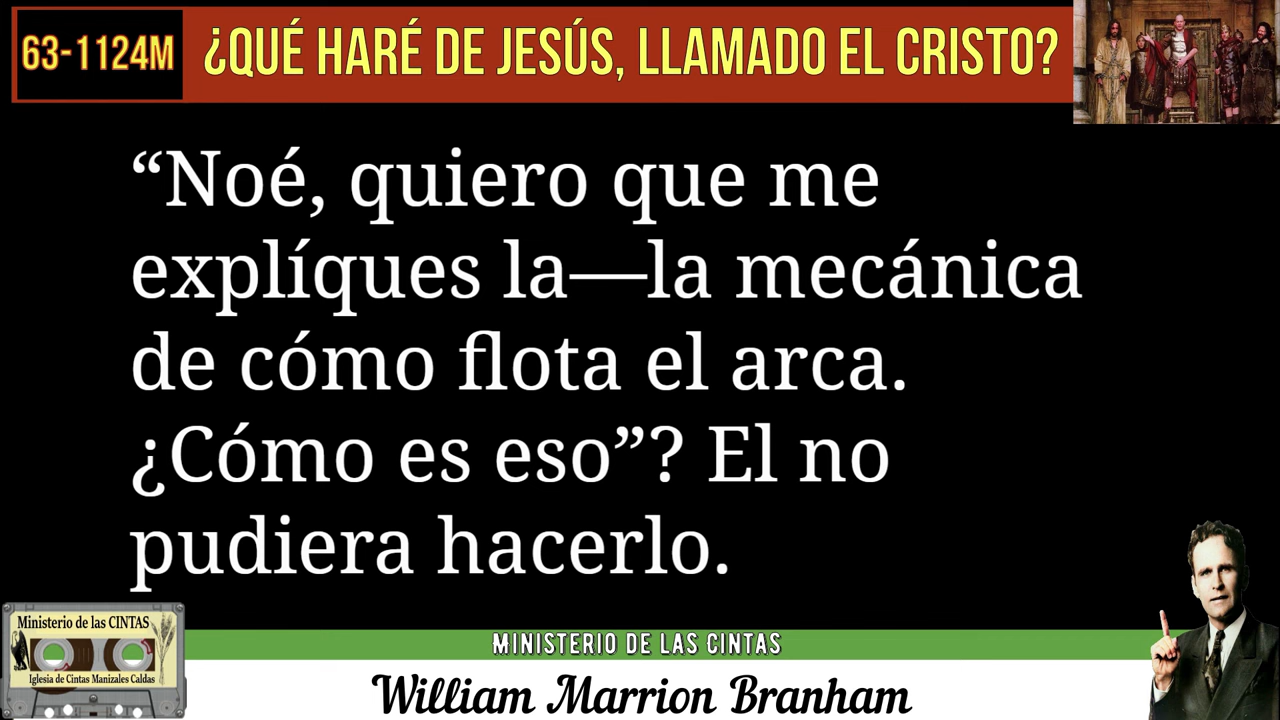 63-1124M
¿QUÉ HARÉ DE JESÚS, LLAMADO EL CRISTO?
“Noé, quiero que me
explíques la—la mecánica
de cómo flota el arca.
¿Cómo es eso”? El no
pudiera hacerlo.
Ministerio de las CINTAS
Iglesia de Cintas Manizales Caldas
MINISTERIO DE LAS CINTAS
William Marrion Branham